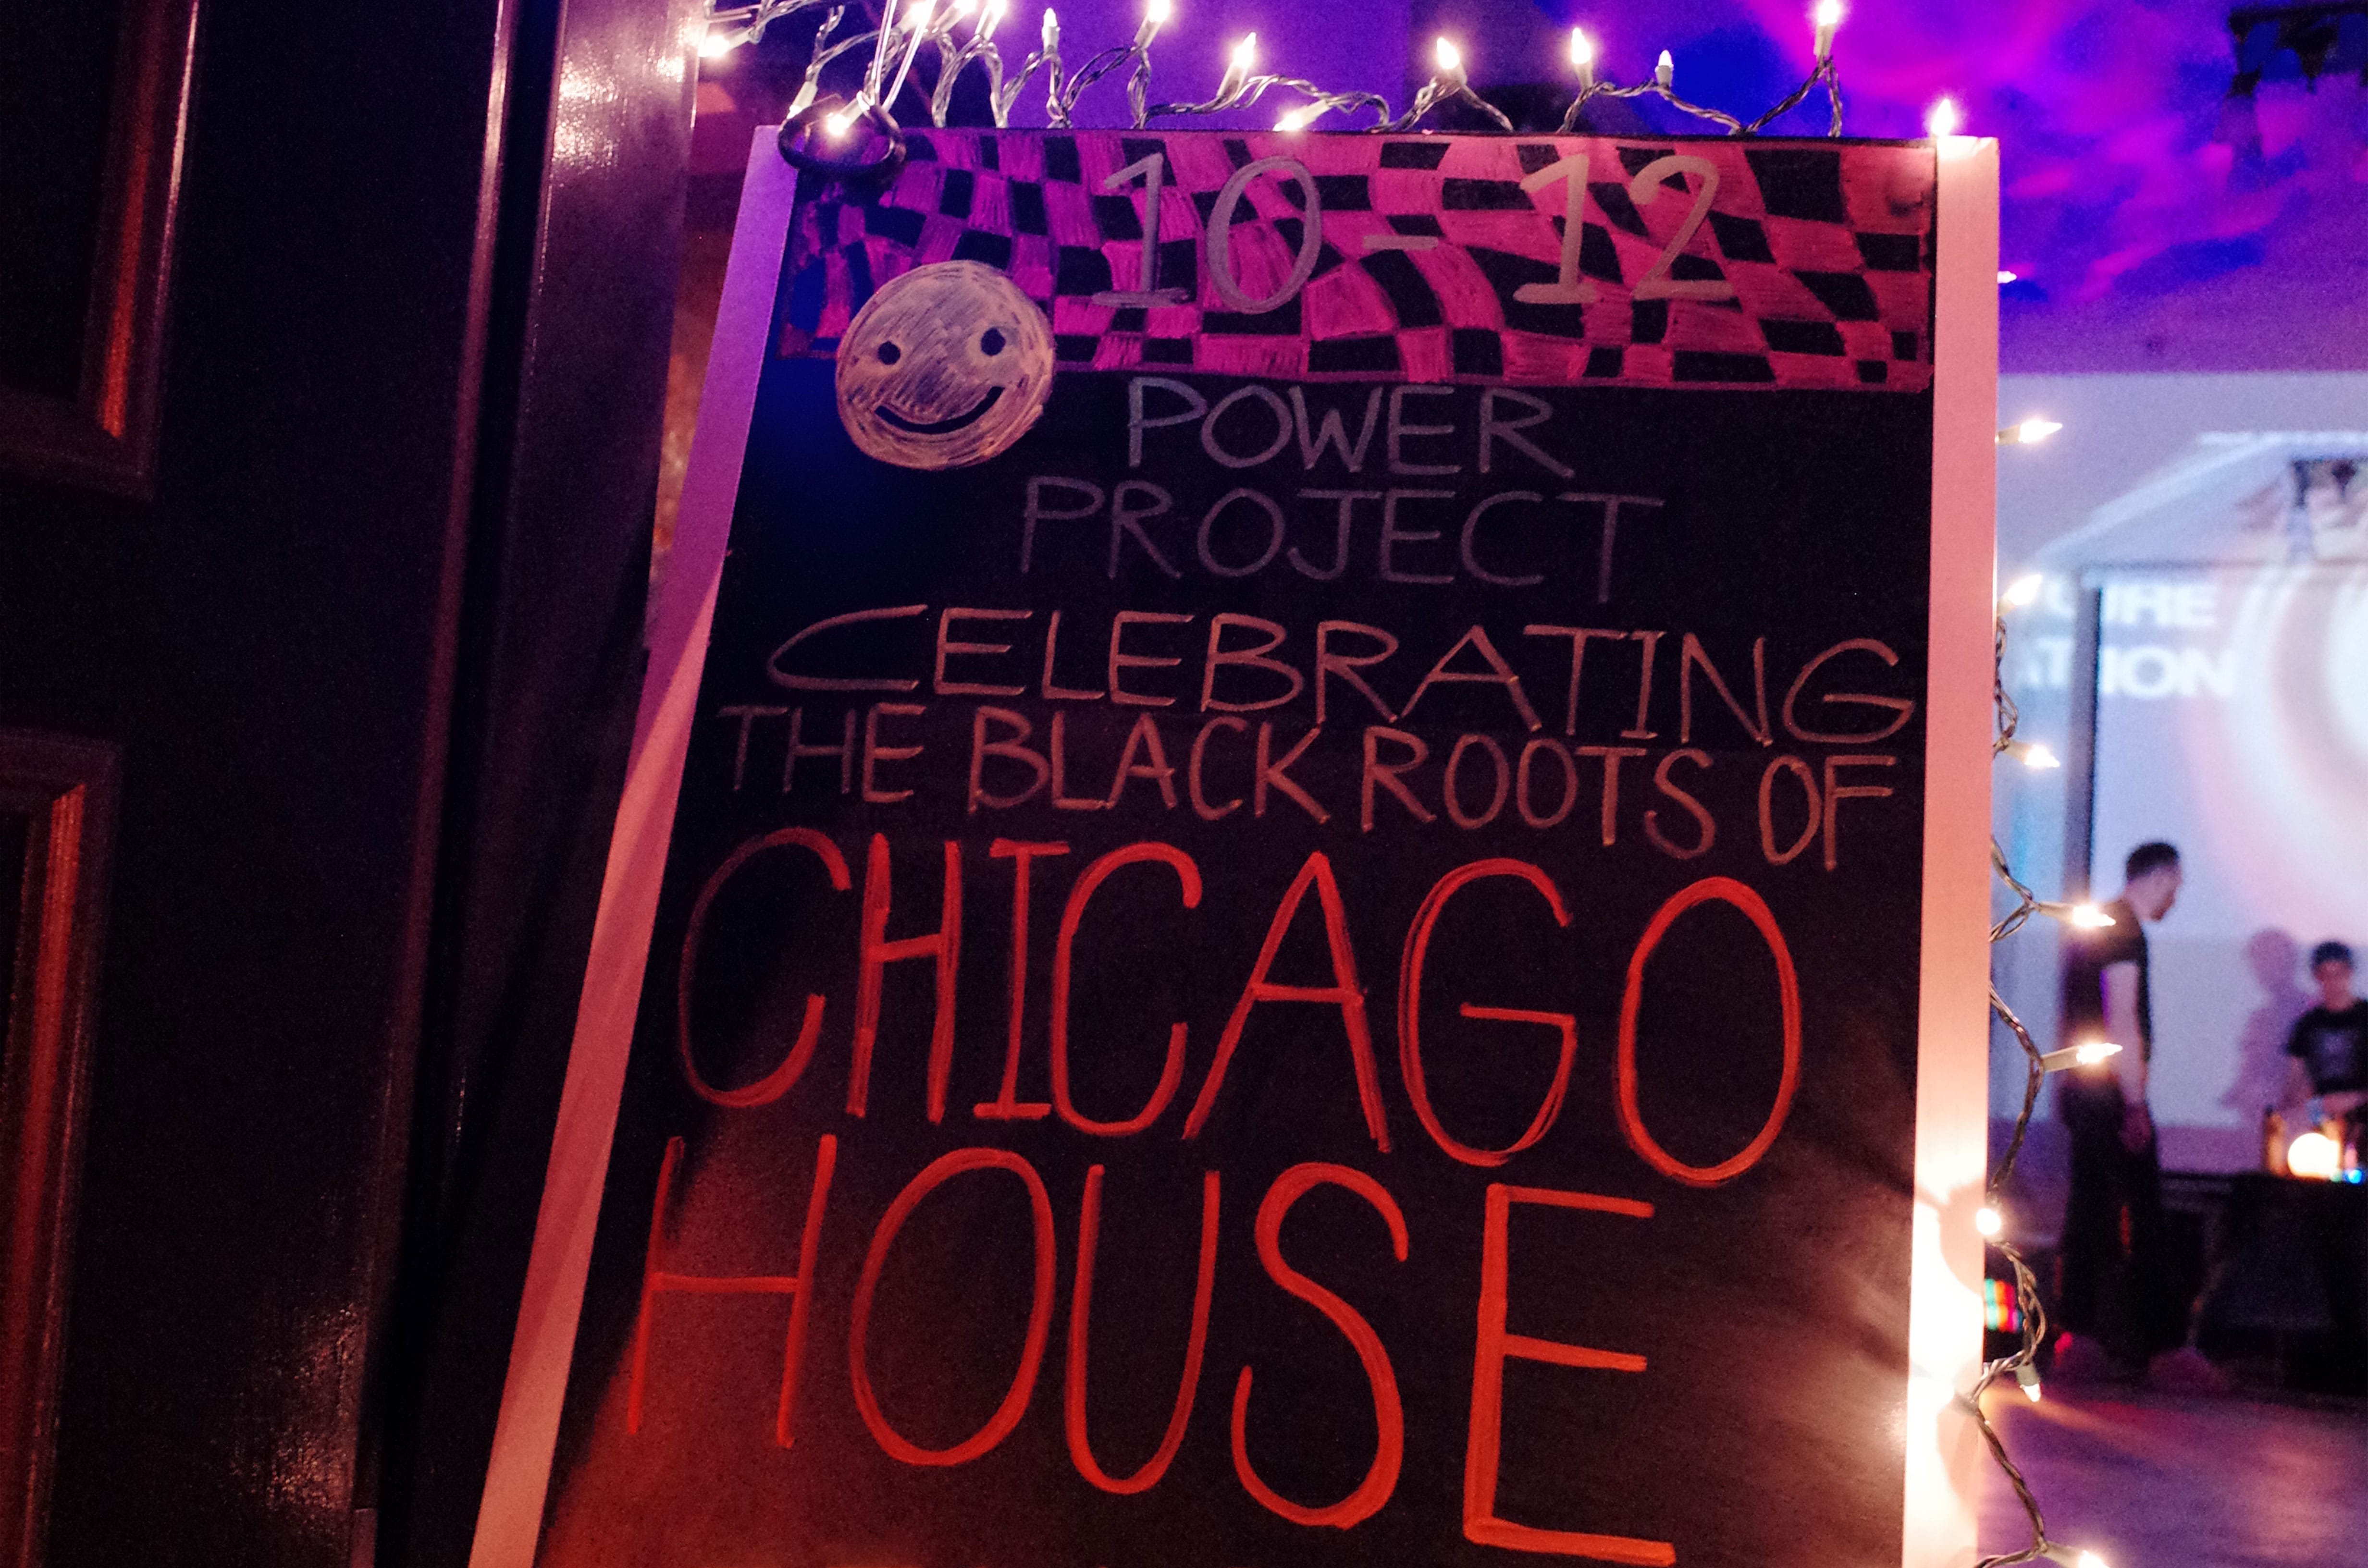 10-12
POWER
PROJECT
CELEBRATING
THE BLACK ROOTS OF
CHICAGO
HOUSE